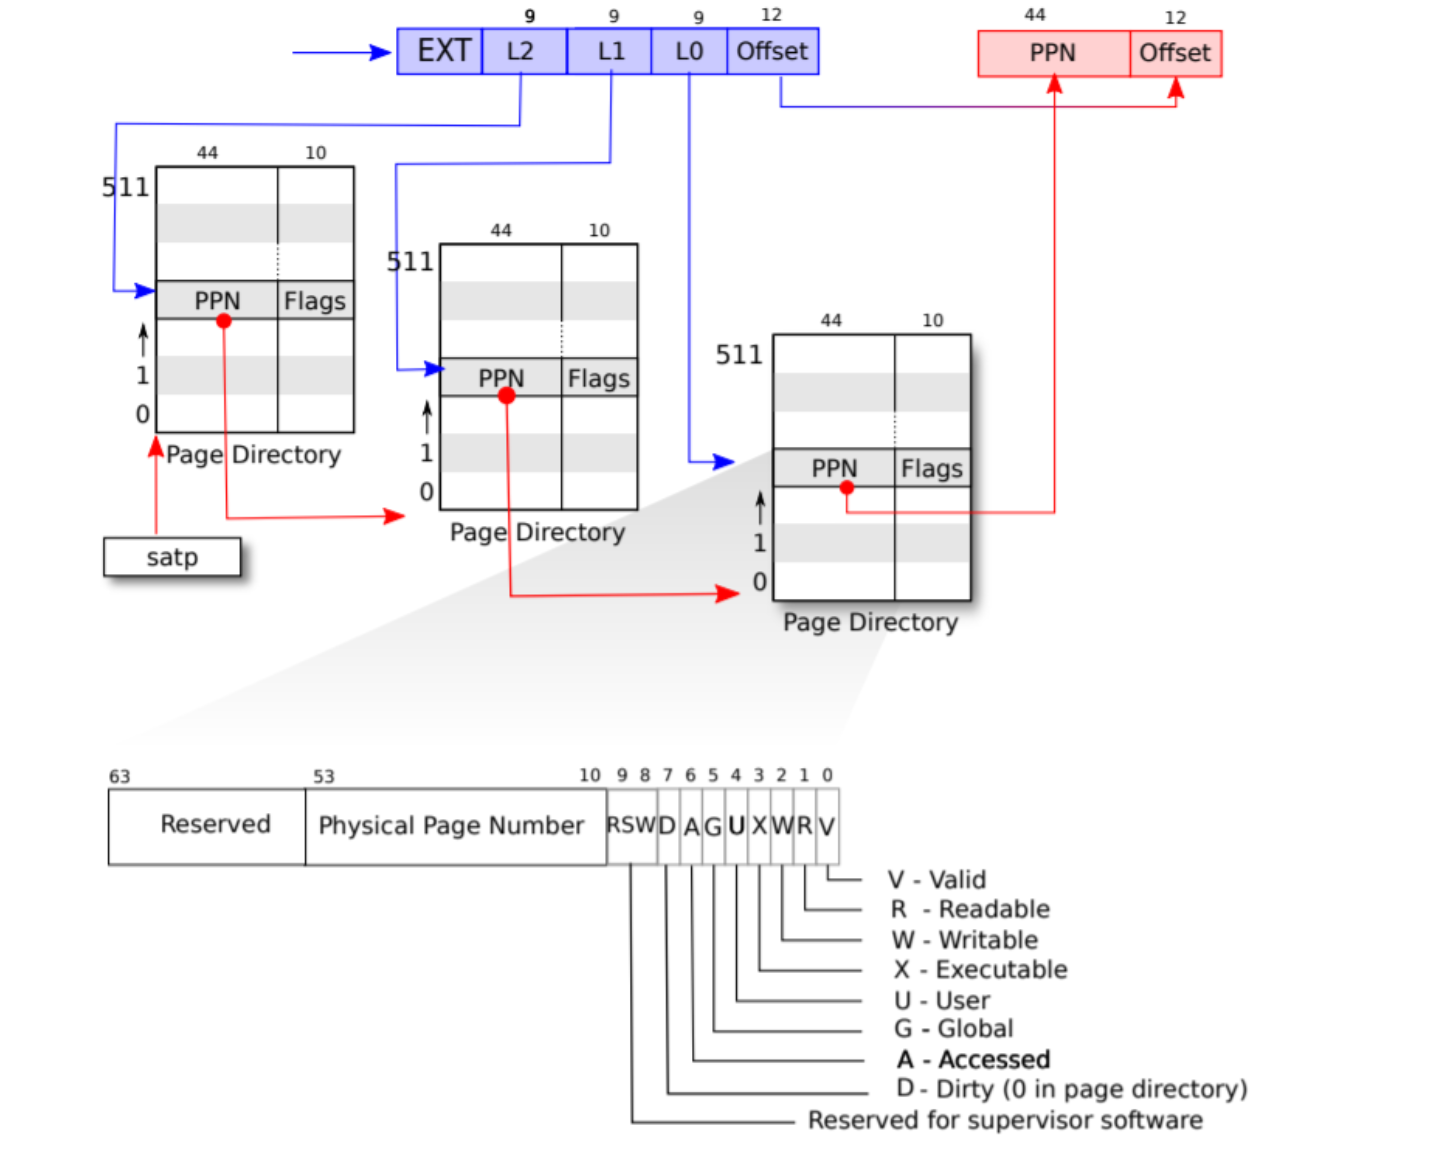 9 9 9 12
EXT L2 L1 L0 Offset
44 12
PPN Offset
44 10
511
PPN Flags
1
0
Page Directory
satp
44 10
511
PPN Flags
1
0
Page Directory
44 10
511
PPN Flags
1
0
Page Directory
63 53 10 9 8 7 6 5 4 3 2 1 0
Reserved Physical Page Number RSW D A G U X W R V
V - Valid
R - Readable
W - Writable
X - Executable
U - User
G - Global
A - Accessed
D - Dirty (0 in page directory)
Reserved for supervisor software